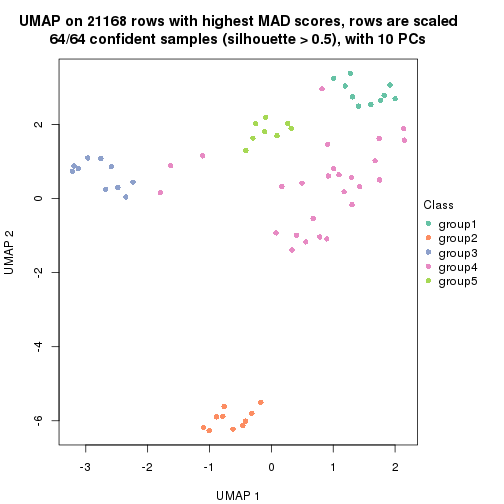 UMAP on 21168 rows with highest MAD scores, rows are scaled
64/64 confident samples (silhouette > 0.5), with 10 PCs
2
0
-2
-4
-6
UMAP 2
-3
-2
-1
0
1
2
UMAP 1
Class
group1
group2
group3
group4
group5